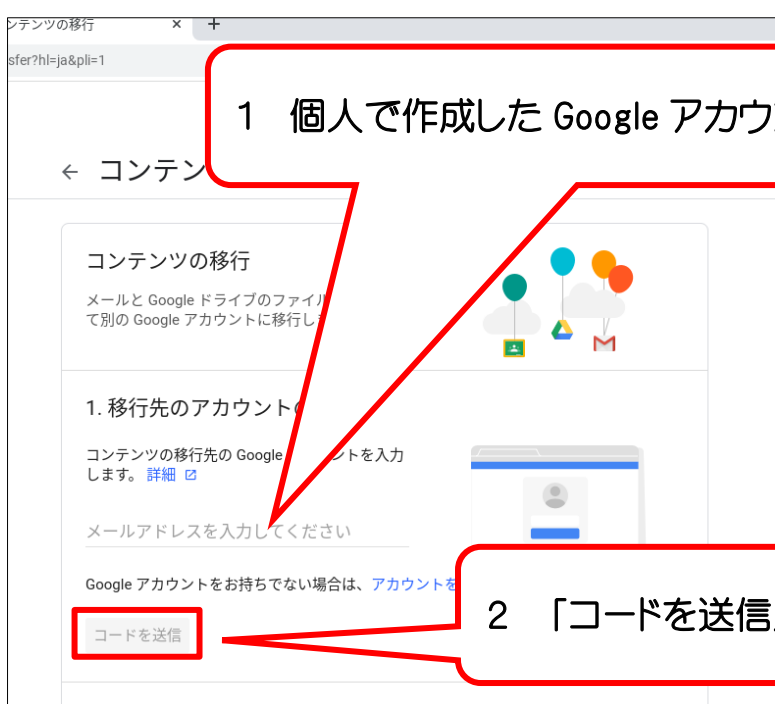 ンテンツの移行
sfer?hl=ja&pli=1
1 個人で作成した Google アカウ
← コンテン
コンテンツの移行
メールと Google ドライブのファイル
て別の Google アカウントに移行し
1. 移行先のアカウント
コンテンツの移行先の Google ントを入力
します。 詳細
メールアドレスを入力してください
Google アカウントをお持ちでない場合は、アカウントを
コードを送信
2 「コードを送信」